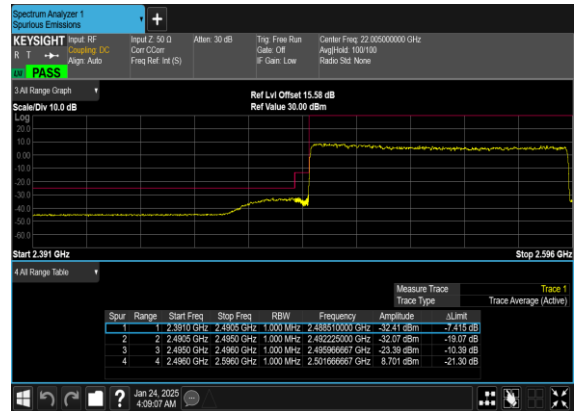 Spectrum Analyzer 1
Spurious Emissions
+
KEYSIGHT Input: RF Input Z: 50 Ω Atten: 30 dB Trig: Free Run Center Freq: 22.005000000 GHz
R T Coupling: DC Corr CCorr Gate: Off Avg|Hold: 100/100
Align: Auto Freq Ref: Int (S) IF Gain: Low Radio Std: None
PASS
3 All Range Graph
Ref Lvl Offset 15.58 dB
Scale/Div 10.0 dB Ref Value 30.00 dBm
Log
20.0
10.0
0.00
-10.0
-20.0
-30.0
-40.0
-50.0
-60.0
Start 2.391 GHz Stop 2.596 GHz
4 All Range Table
Measure Trace Trace 1
Trace Type Trace Average (Active)
Spur Range Start Freq Stop Freq RBW Frequency Amplitude ΔLimit
1 1 2.3910 GHz 2.4905 GHz 1.000 MHz 2.488510000 GHz -32.41 dBm -7.415 dB
2 2 2.4905 GHz 2.4950 GHz 1.000 MHz 2.492225000 GHz -32.07 dBm -19.07 dB
3 3 2.4950 GHz 2.4960 GHz 1.000 MHz 2.495966667 GHz -23.39 dBm -10.39 dB
4 4 2.4960 GHz 2.5960 GHz 1.000 MHz 2.501666667 GHz 8.701 dBm -21.30 dB
? Jan 24, 2025
4:09:07 AM